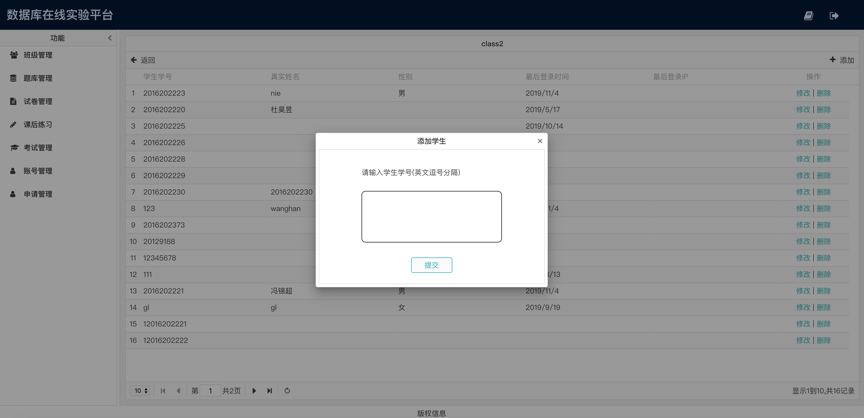 数据库在线实验平台
功能
班级管理
题库管理
试卷管理
课后练习
考试管理
账号管理
申请管理
class2
返回 添加
学生学号 真实姓名 性别 最后登录时间 最后登录IP 操作
1 2016202223 nie 男 2019/11/4 修改 | 删除
2 2016202220 杜昊昱 2019/5/17 修改 | 删除
3 2016202225 2019/10/14 修改 | 删除
4 2016202226 修改 | 删除
5 2016202228 修改 | 删除
6 2016202229 修改 | 删除
7 2016202230 2016202230 修改 | 删除
8 123 wanghan 1/4 修改 | 删除
9 2016202373 修改 | 删除
10 20129188 修改 | 删除
11 12345678 修改 | 删除
12 111 /13 修改 | 删除
13 2016202221 冯锦超 男 2019/11/4 修改 | 删除
14 gl gl 女 2019/9/19 修改 | 删除
15 12016202221 修改 | 删除
16 12016202222 修改 | 删除
添加学生 ×
请输入学生学号(英文逗号分隔)
提交
10 第 1 共2页 显示1到10,共16记录
版权信息